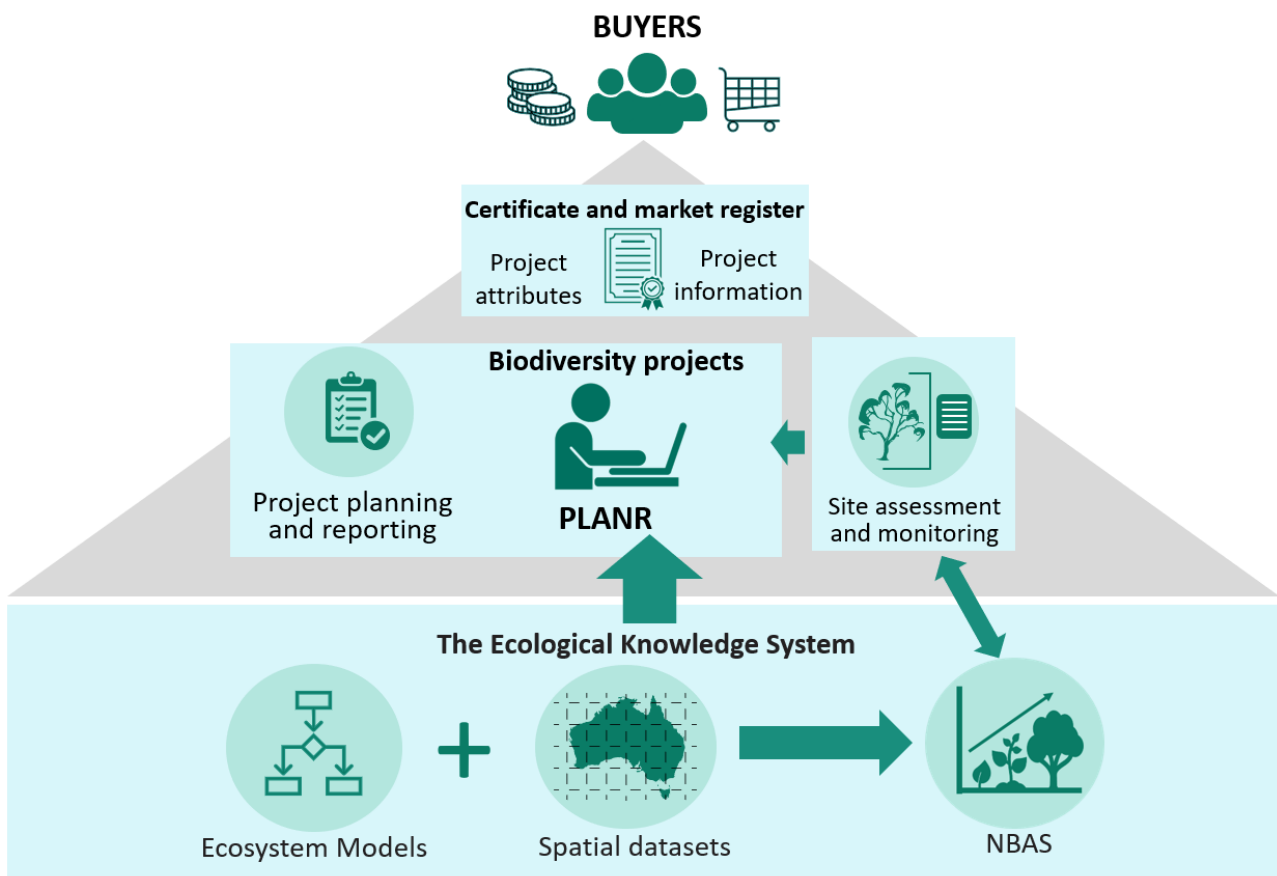 BUYERS
Certificate and market register
Project
attributes
Project
information
Biodiversity projects
Project planning
and reporting
PLANR
Site assessment
and monitoring
The Ecological Knowledge System
Ecosystem Models
Spatial datasets
NBAS